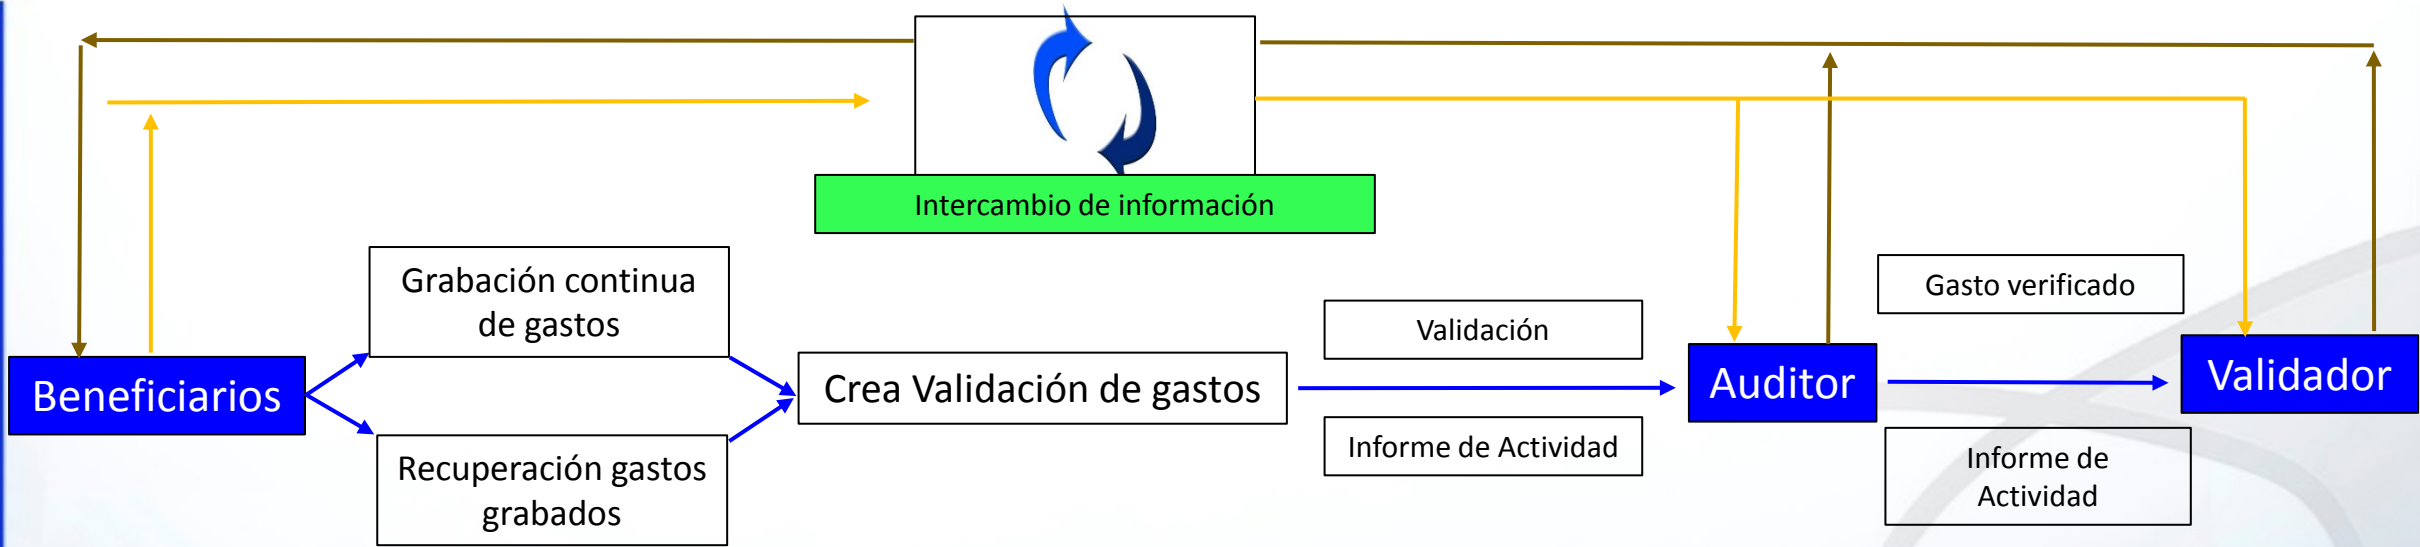 Intercambio de información
Grabación continua
de gastos
Gasto verificado
Validación
Beneficiarios
Crea Validación de gastos
Auditor
Validador
Informe de Actividad
Recuperación gastos
grabados
Informe de
Actividad